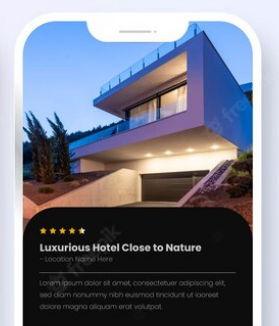 Luxurious Hotel Close to Nature
- Location Name Here
Lorem ipsum dolor sit amet, consectetuer adipiscing elit,
sed diam nonummy nibh euismod tincidunt ut laoreet
dolore magna aliquam erat volutpat.